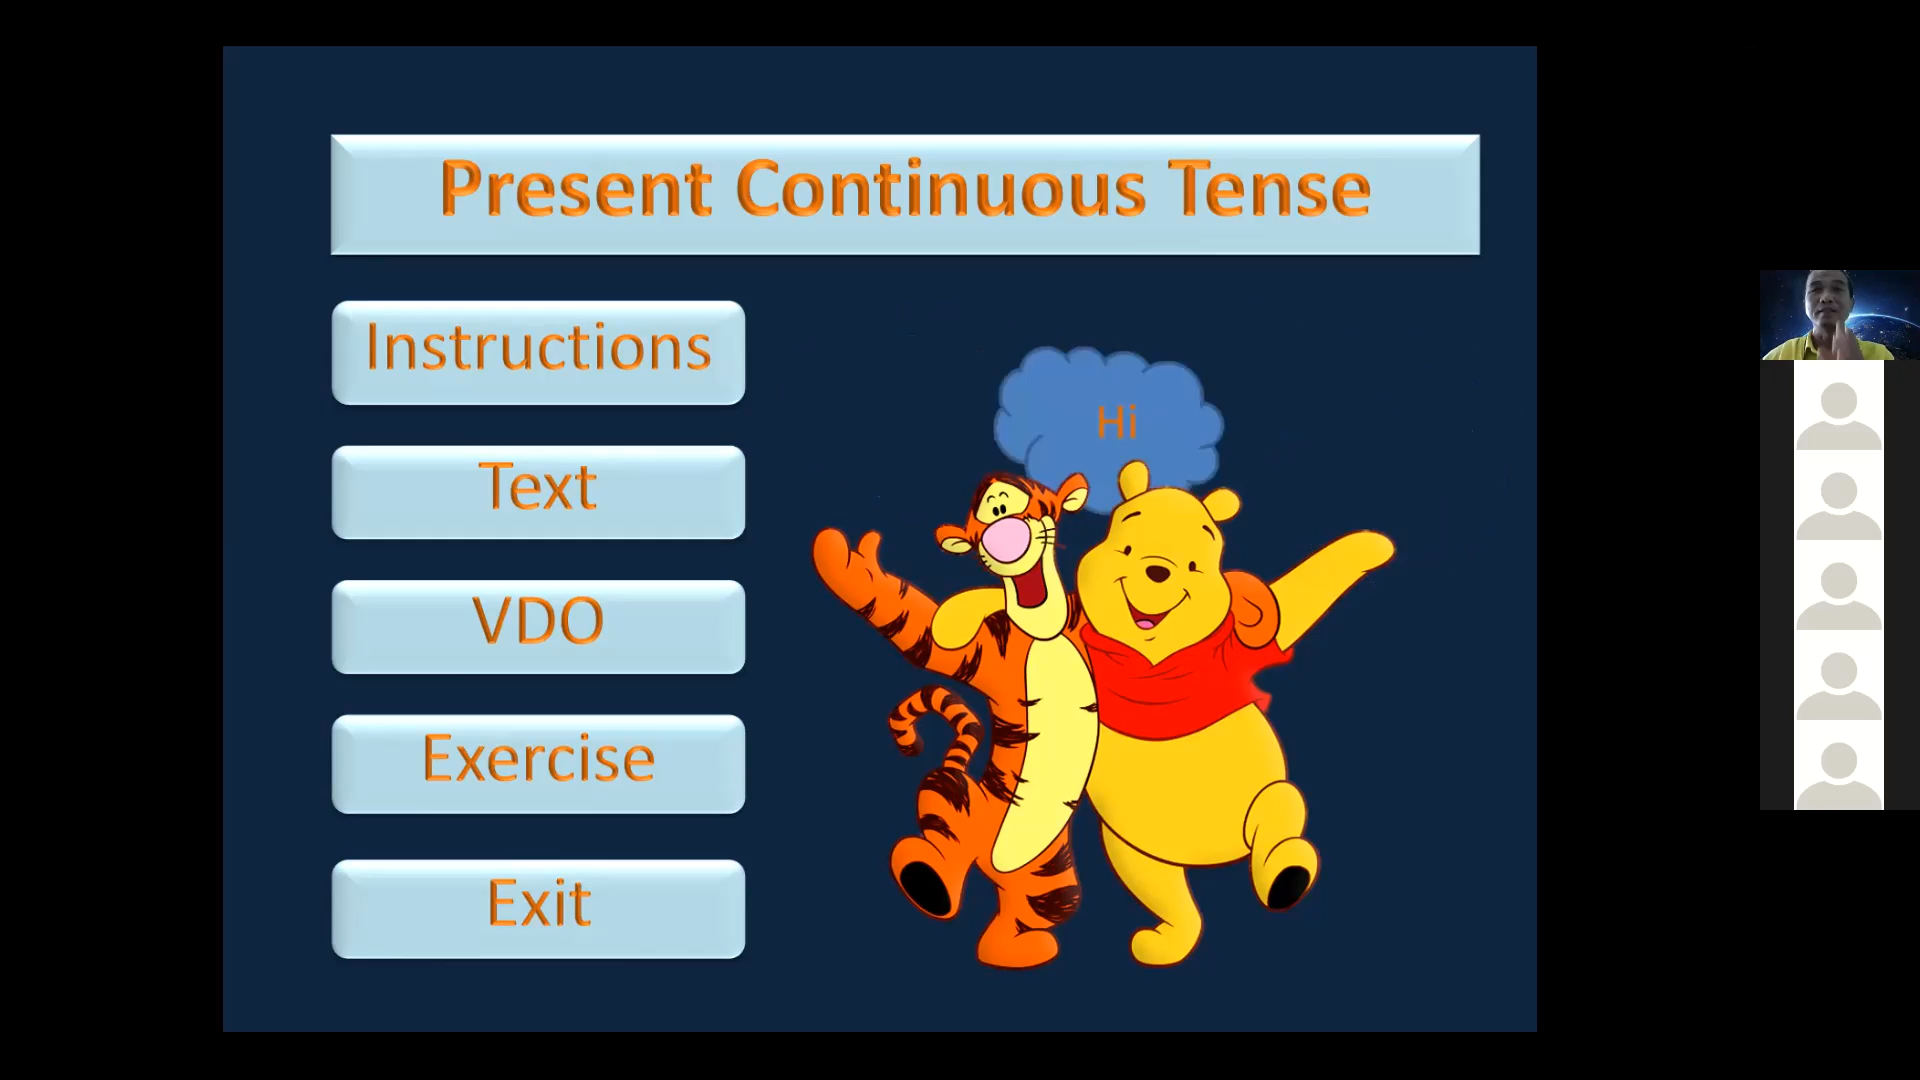 Present Continuous Tense
Instructions
Hi
Text
VDO
Exercise
Exit